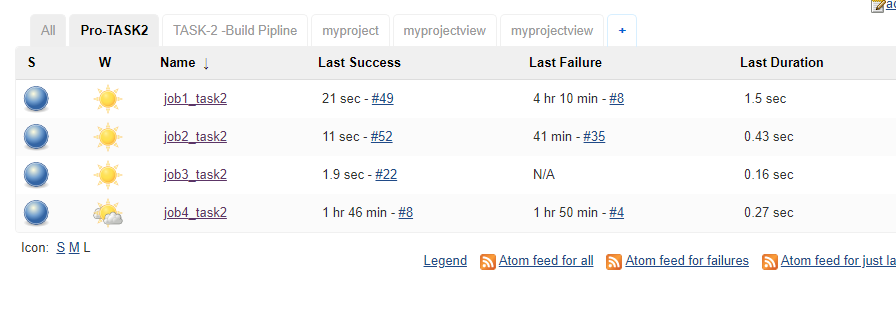 All Pro-TASK2 TASK-2 -Build Pipline myproject myprojectview myprojectview +
S W Name ↓ Last Success Last Failure Last Duration
job1_task2 21 sec - #49 4 hr 10 min - #8 1.5 sec
job2_task2 11 sec - #52 41 min - #35 0.43 sec
job3_task2 1.9 sec - #22 N/A 0.16 sec
job4_task2 1 hr 46 min - #8 1 hr 50 min - #4 0.27 sec
Icon: S M L
Legend Atom feed for all Atom feed for failures Atom feed for just